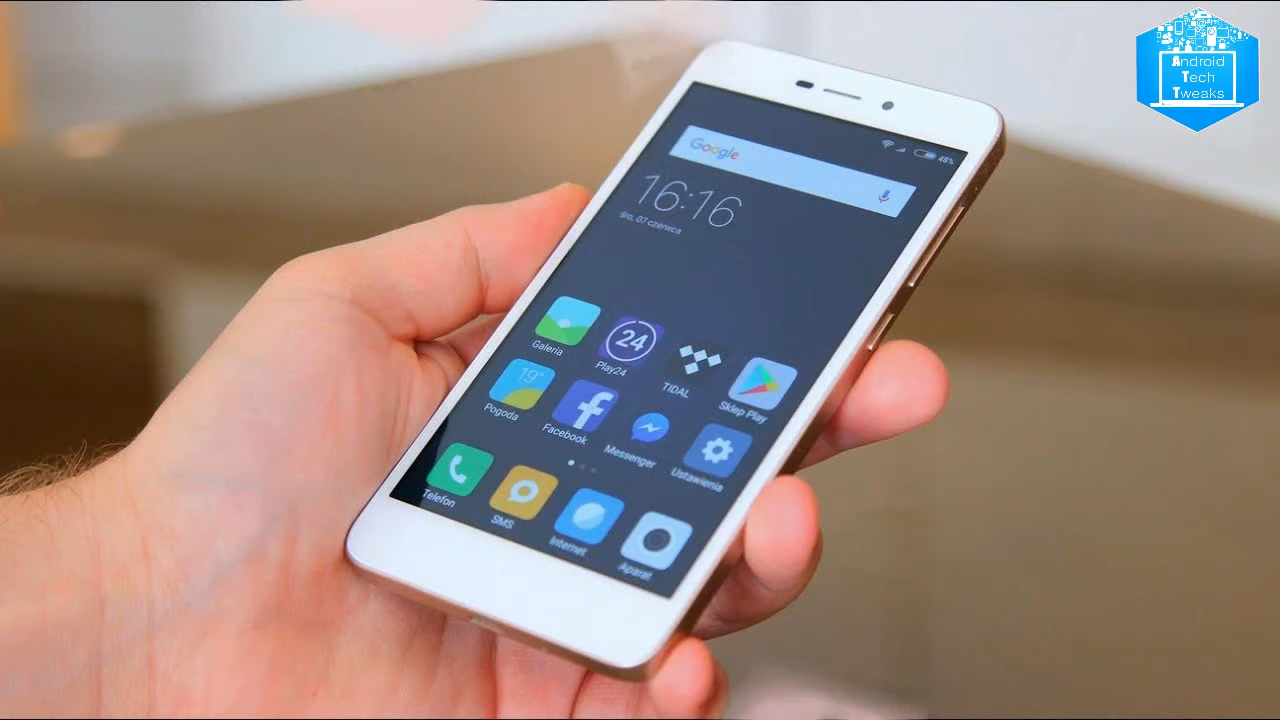 Android
Tech
Tweaks
48%
Google
16:16
śro, 07 czerwca
Galeria
Play24
TIDAL
Sklep Play
24
19°
Pogoda
Facebook
Messenger
Ustawienia
Telefon
SMS
Internet
Aparat